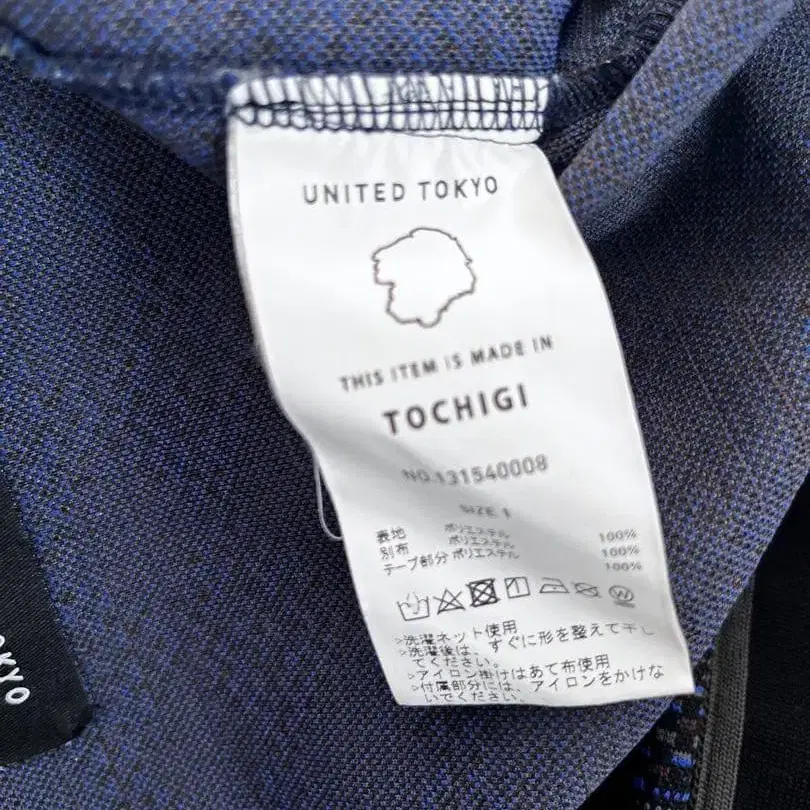 UNITED TOKYO
THIS ITEM IS MADE IN
TOCHIGI
NO.131540008
SIZE 1
表地 ポリエステル 100%
別布 ポリエステル 100%
テープ部分 ポリエステル 100%
>洗濯ネット使用
>洗濯後は、すぐに形を整えて干し
てください。
>アイロン掛けはあて布使用
>付属部分には、アイロンをかけな
いでください。
OKYO